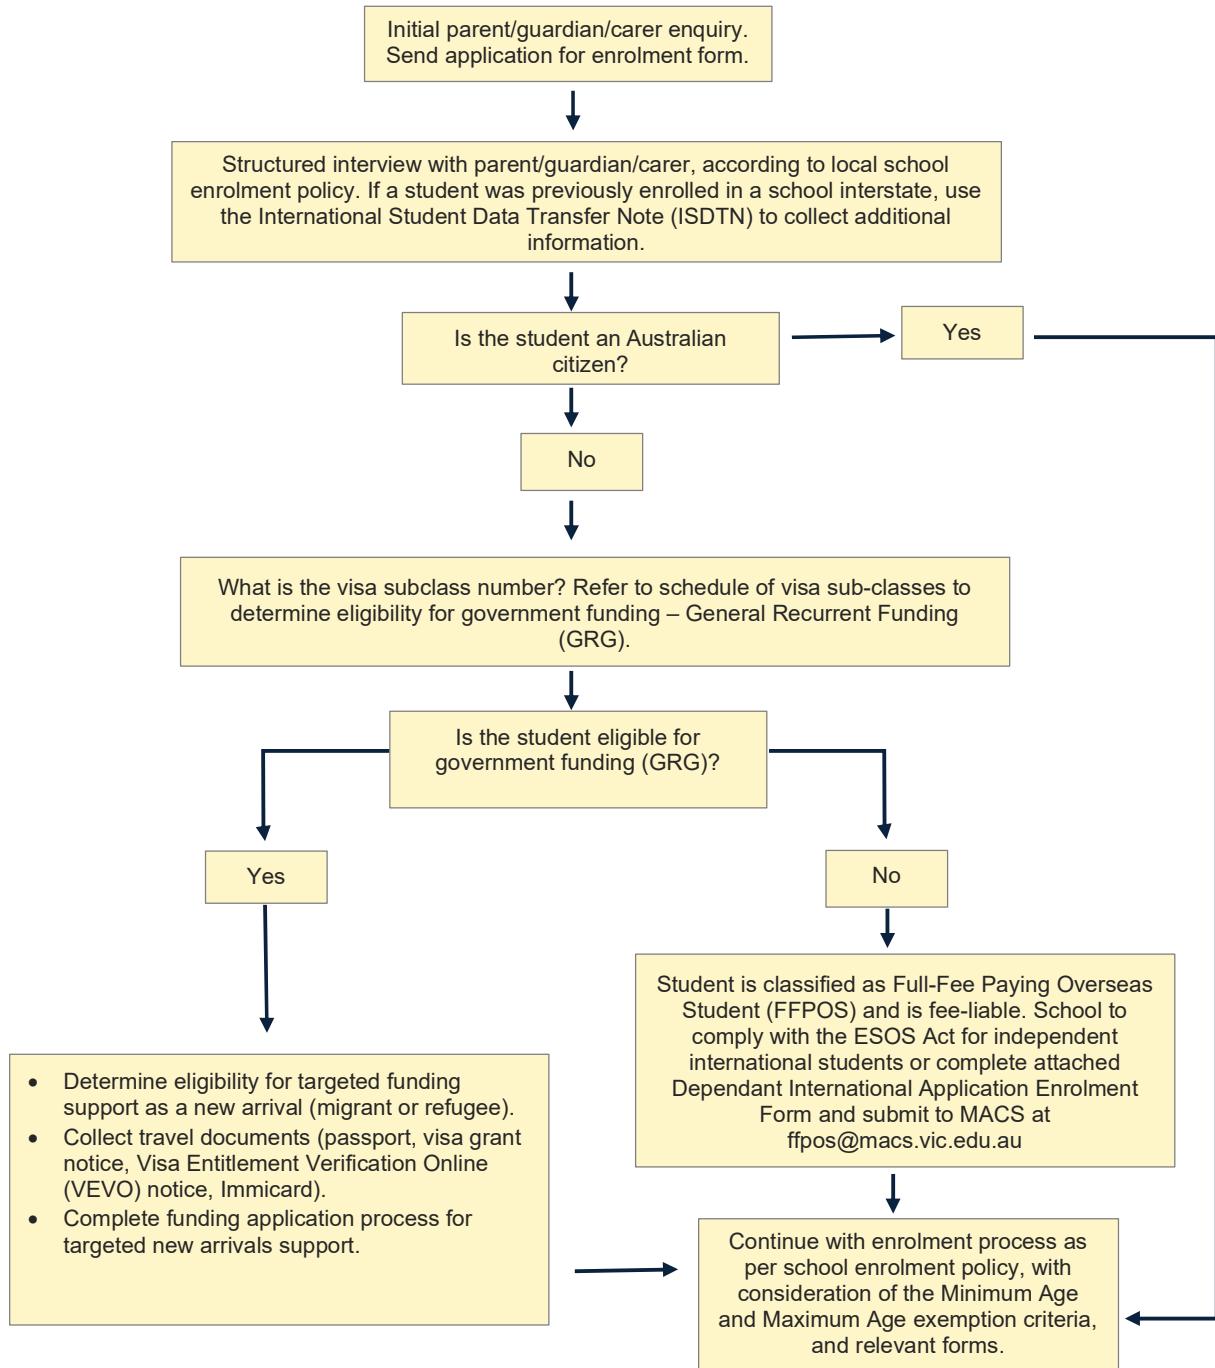 Initial parent/guardian/carer enquiry.
Send application for enrolment form.
Structured interview with parent/guardian/carer, according to local school
enrolment policy. If a student was previously enrolled in a school interstate, use
the International Student Data Transfer Note (ISDTN) to collect additional
information.
Is the student an Australian
citizen?
Yes
No
What is the visa subclass number? Refer to schedule of visa sub-classes to
determine eligibility for government funding – General Recurrent Funding
(GRG).
Is the student eligible for
government funding (GRG)?
Yes
No
Student is classified as Full-Fee Paying Overseas
Student (FFPOS) and is fee-liable. School to
comply with the ESOS Act for independent
international students or complete attached
Dependant International Application Enrolment
Form and submit to MACS at
ffpos@macs.vic.edu.au
• Determine eligibility for targeted funding
support as a new arrival (migrant or refugee).
• Collect travel documents (passport, visa grant
notice, Visa Entitlement Verification Online
(VEVO) notice, Immicard).
• Complete funding application process for
targeted new arrivals support.
Continue with enrolment process as
per school enrolment policy, with
consideration of the Minimum Age
and Maximum Age exemption criteria,
and relevant forms.